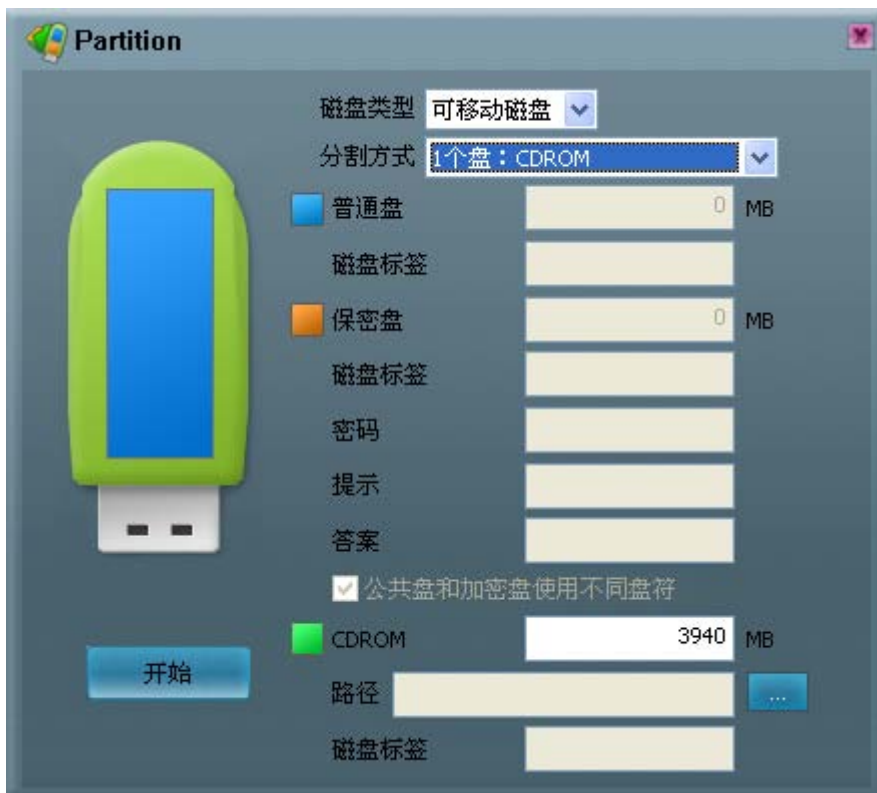 Partition
磁盘类型 可移动磁盘
分割方式 1个盘：CDROM
普通盘 0 MB
磁盘标签
保密盘 0 MB
磁盘标签
密码
提示
答案
公共盘和加密盘使用不同盘符
CDROM 3940 MB
开始
路径 ...
磁盘标签